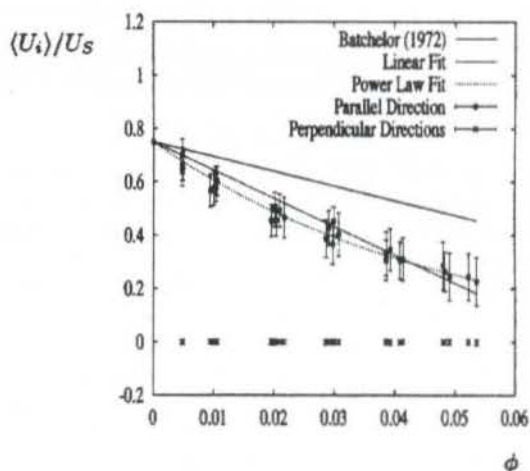 ⟨U_i⟩/U_S
1.2
1
0.8
0.6
0.4
0.2
0
-0.2
Batchelor (1972)
Linear Fit
Power Law Fit
Parallel Direction
Perpendicular Directions
0 0.01 0.02 0.03 0.04 0.05 0.06
ϕ